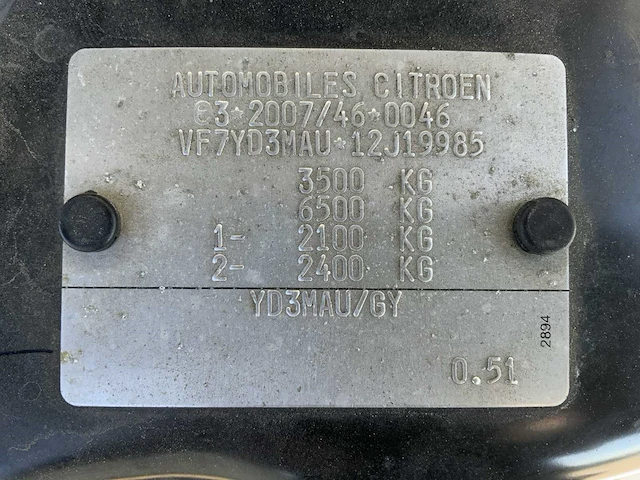 AUTOMOBILES CITROEN
e3*2007/46*0046
VF7YD3MAU*12J19985
3500 KG
6500 KG
1- 2100 KG
2- 2400 KG
YD3MAU/GY
2894
0.51